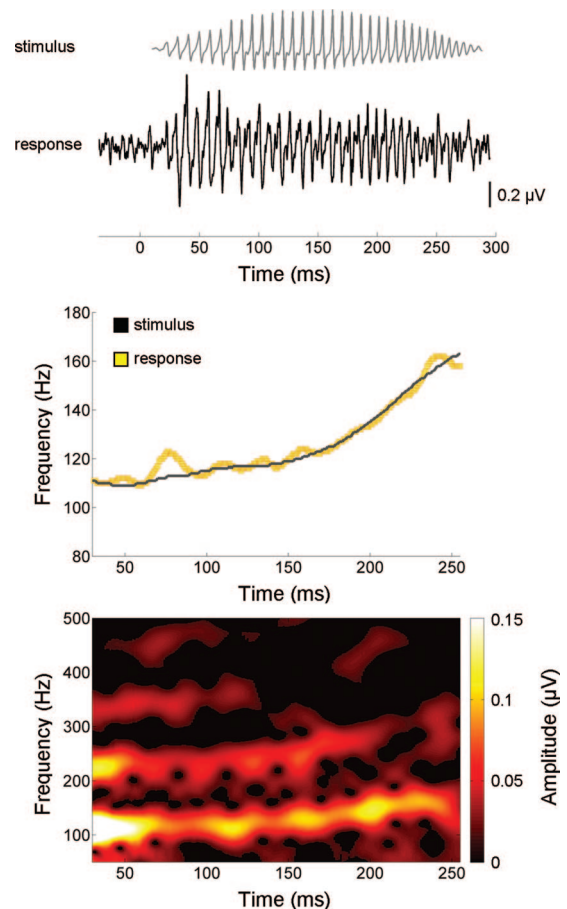 stimulus
response
0.2 µV
0 50 100 150 200 250 300
Time (ms)
180
160
140
120
100
80
Frequency (Hz)
stimulus
response
50 100 150 200 250
Time (ms)
500
400
300
200
100
Frequency (Hz)
50 100 150 200 250
Time (ms)
0.15
0.1
0.05
0
Amplitude (µV)